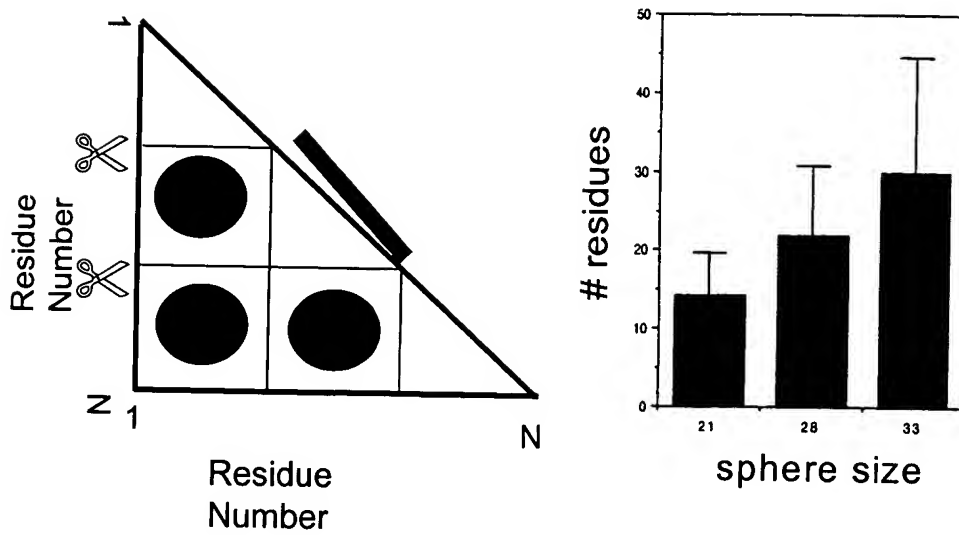 1
Residue
Number
N
1
N
Residue
Number
# residues
50
40
30
20
10
0
21
28
33
sphere size